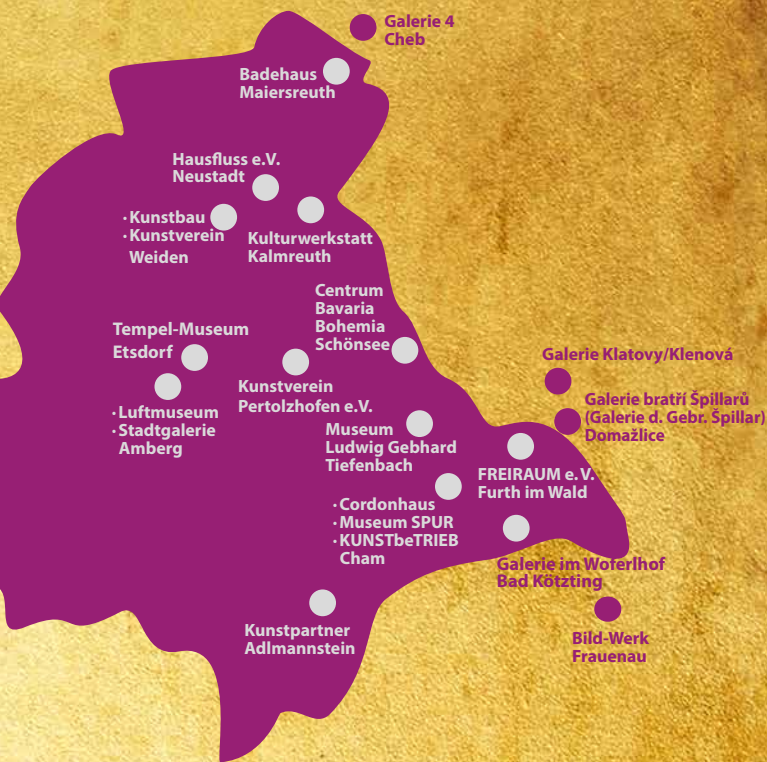 Galerie 4
Cheb
Badehaus
Maiersreuth
Hausfluss e.V.
Neustadt
· Kunstbau
· Kunstverein
Weiden
Kulturwerkstatt
Kalmreuth
Centrum
Bavaria
Bohemia
Schönsee
Tempel-Museum
Etsdorf
Kunstverein
Pertolzhofen e.V.
Galerie Klatovy/Klenová
Galerie bratří Špillarů
(Galerie d. Gebr. Špillar)
Domažlice
· Luftmuseum
· Stadtgalerie
Amberg
Museum
Ludwig Gebhard
Tiefenbach
FREIRAUM e.V.
Furth im Wald
· Cordonhaus
· Museum SPUR
· KUNSTbeTRIEB
Cham
Galerie im Woferlhof
Bad Kötzting
Kunstpartner
Adlmannstein
Bild-Werk
Frauenau